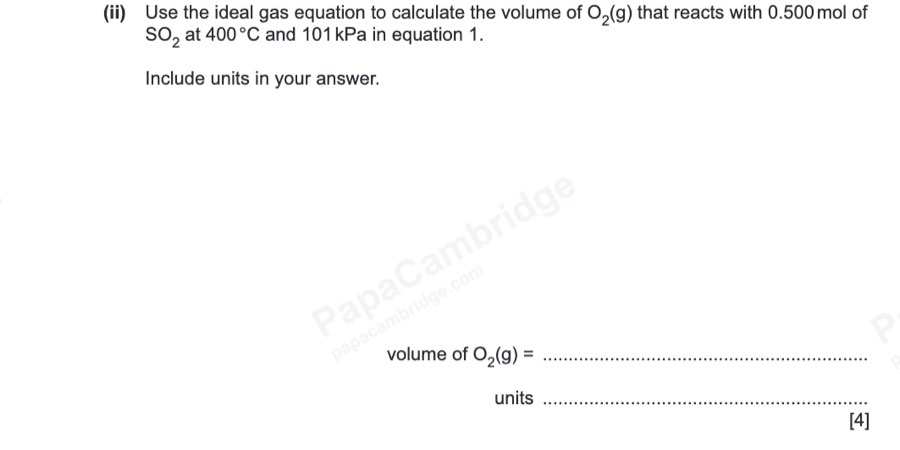 (ii) Use the ideal gas equation to calculate the volume of O₂(g) that reacts with 0.500 mol of
SO₂ at 400 °C and 101 kPa in equation 1.
Include units in your answer.
PapaCambridge
papacambridge.com
volume of O₂(g) = ................................................................
units ................................................................
[4]